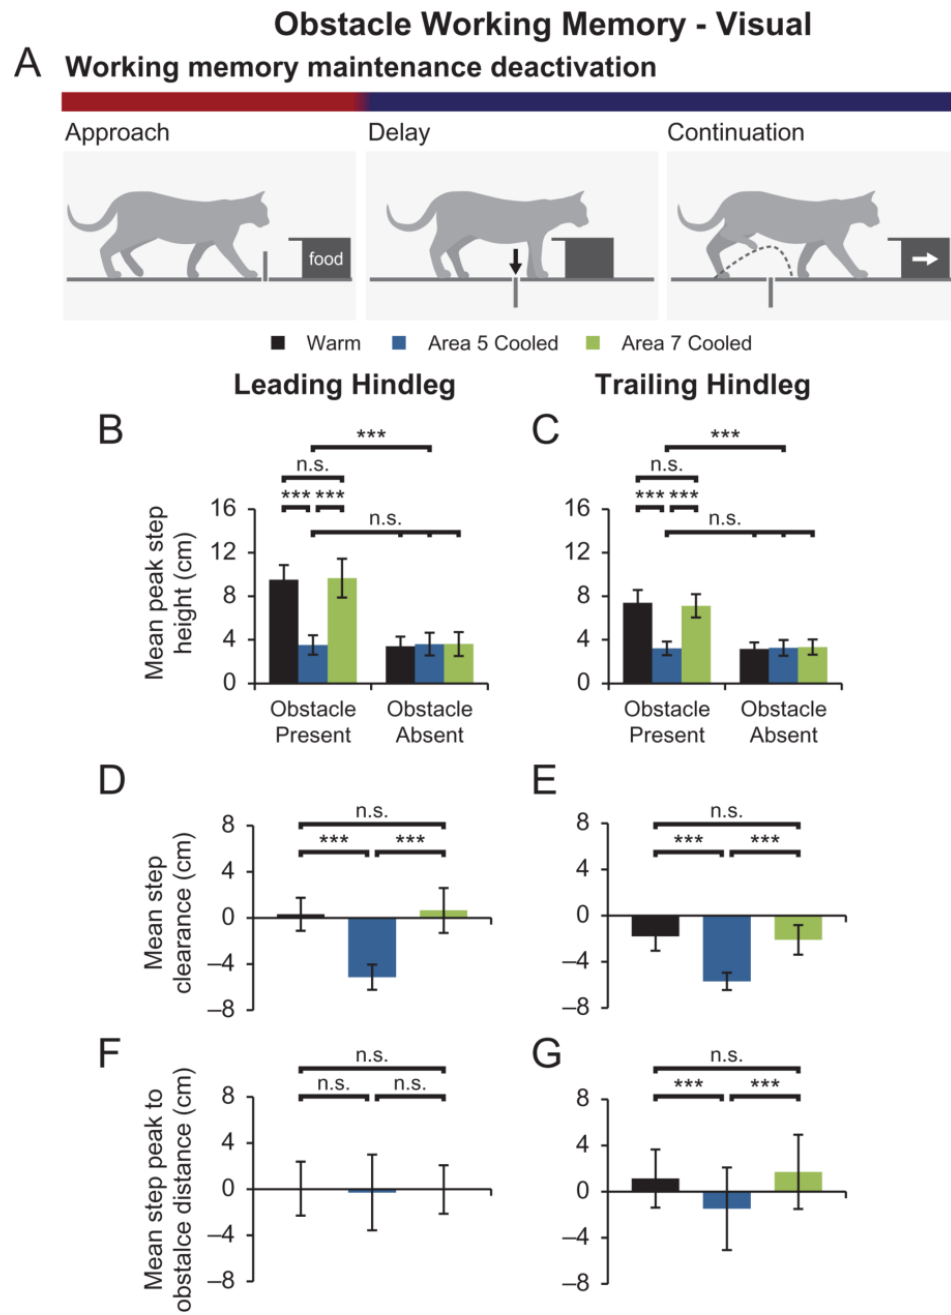 Obstacle Working Memory - Visual
A Working memory maintenance deactivation
Approach Delay Continuation
food
Warm Area 5 Cooled Area 7 Cooled
Leading Hindleg Trailing Hindleg
B
Mean peak step
height (cm)
***
n.s.
*** ***
n.s.
16
12
8
4
0
Obstacle
Present
Obstacle
Absent
C
***
n.s.
*** ***
n.s.
16
12
8
4
0
Obstacle
Present
Obstacle
Absent
D
Mean step
clearance (cm)
n.s.
*** ***
8
4
0
–4
–8
E
n.s.
*** ***
8
4
0
–4
–8
F
Mean step peak to
obstalce distance (cm)
n.s.
n.s. n.s.
8
4
0
–4
–8
G
n.s.
*** ***
8
4
0
–4
–8